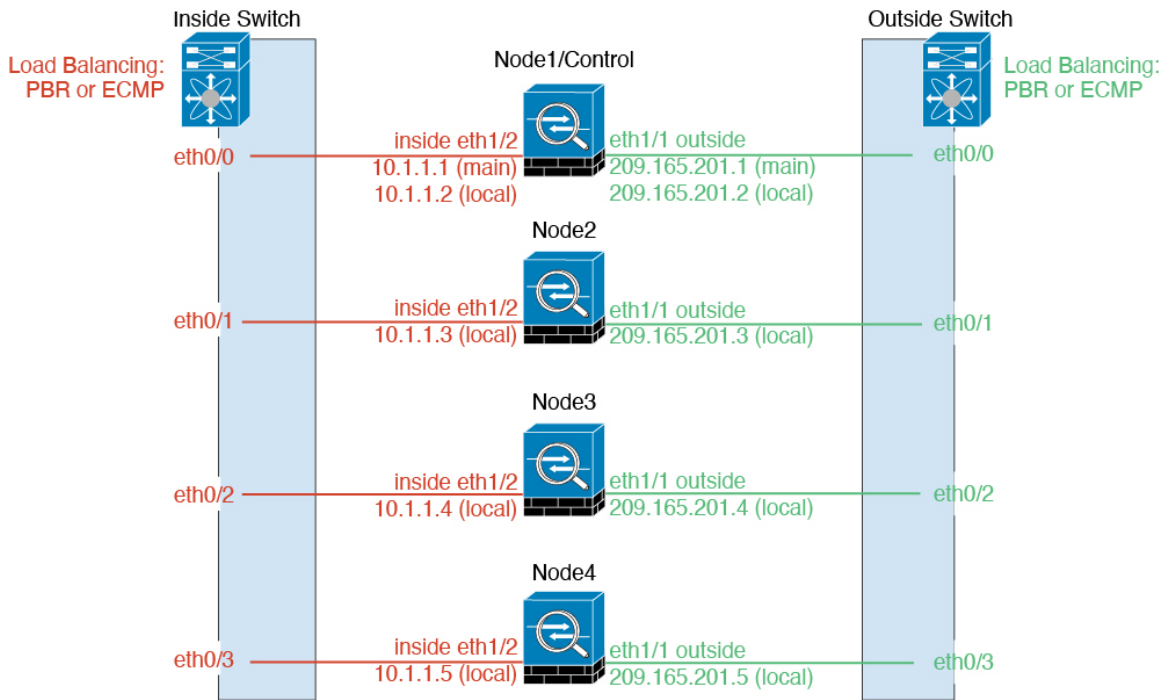 Inside Switch
Outside Switch
Load Balancing:
PBR or ECMP
Node1/Control
Load Balancing:
PBR or ECMP
eth0/0
inside eth1/2
10.1.1.1 (main)
10.1.1.2 (local)
eth1/1 outside
209.165.201.1 (main)
209.165.201.2 (local)
eth0/0
Node2
eth0/1
inside eth1/2
10.1.1.3 (local)
eth1/1 outside
209.165.201.3 (local)
eth0/1
Node3
eth0/2
inside eth1/2
10.1.1.4 (local)
eth1/1 outside
209.165.201.4 (local)
eth0/2
Node4
eth0/3
inside eth1/2
10.1.1.5 (local)
eth1/1 outside
209.165.201.5 (local)
eth0/3